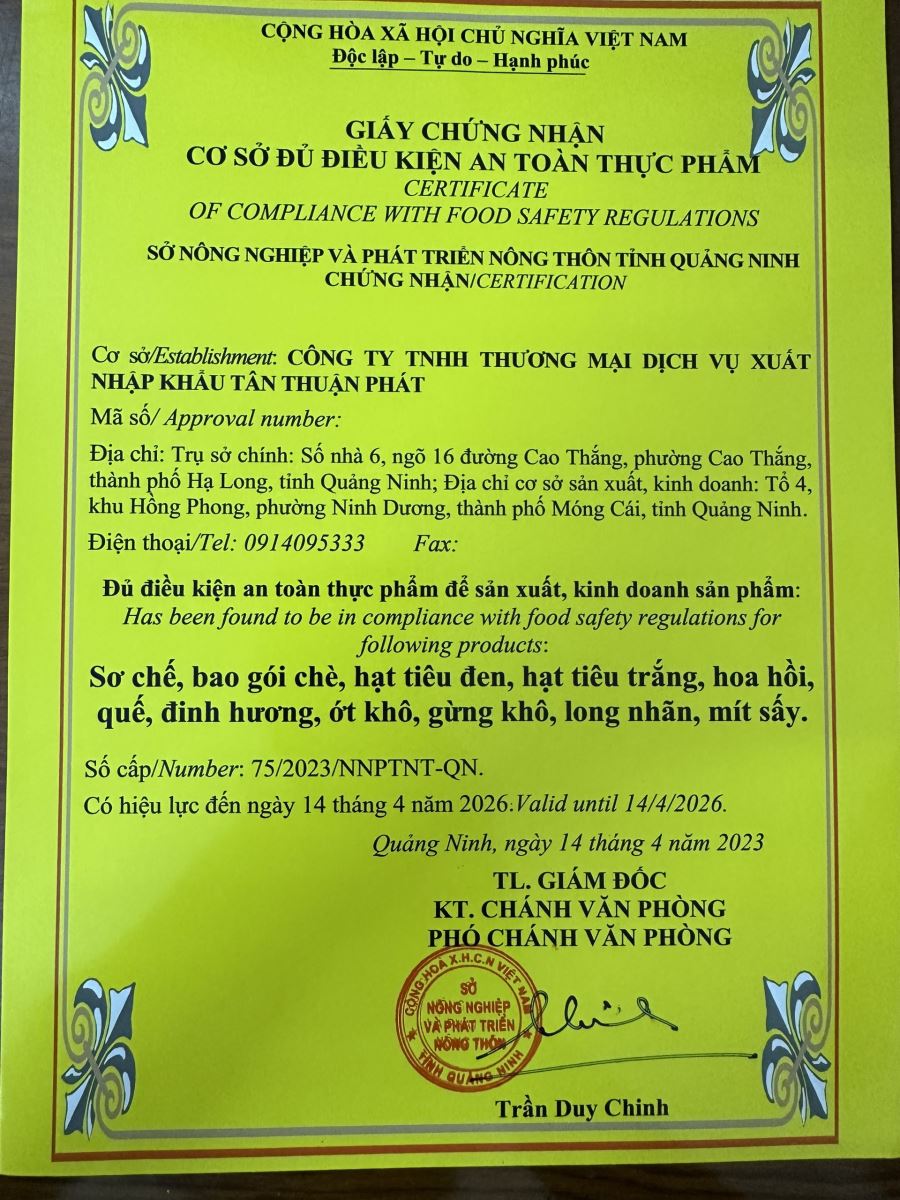 CỘNG HÒA XÃ HỘI CHỦ NGHĨA VIỆT NAM
Độc lập – Tự do – Hạnh phúc
GIẤY CHỨNG NHẬN
CƠ SỞ ĐỦ ĐIỀU KIỆN AN TOÀN THỰC PHẨM
CERTIFICATE
OF COMPLIANCE WITH FOOD SAFETY REGULATIONS
SỞ NÔNG NGHIỆP VÀ PHÁT TRIỂN NÔNG THÔN TỈNH QUẢNG NINH
CHỨNG NHẬN/CERTIFICATION
Cơ sở/Establishment: CÔNG TY TNHH THƯƠNG MẠI DỊCH VỤ XUẤT
NHẬP KHẨU TÂN THUẬN PHÁT
Mã số/ Approval number:
Địa chỉ: Trụ sở chính: Số nhà 6, ngõ 16 đường Cao Thắng, phường Cao Thắng,
thành phố Hạ Long, tỉnh Quảng Ninh; Địa chỉ cơ sở sản xuất, kinh doanh: Tổ 4,
khu Hồng Phong, phường Ninh Dương, thành phố Móng Cái, tỉnh Quảng Ninh.
Điện thoại/Tel: 0914095333 Fax:
Đủ điều kiện an toàn thực phẩm để sản xuất, kinh doanh sản phẩm:
Has been found to be in compliance with food safety regulations for
following products:
Sơ chế, bao gói chè, hạt tiêu đen, hạt tiêu trắng, hoa hồi,
quế, đinh hương, ớt khô, gừng khô, long nhãn, mít sấy.
Số cấp/Number: 75/2023/NNPTNT-QN.
Có hiệu lực đến ngày 14 tháng 4 năm 2026.Valid until 14/4/2026.
Quảng Ninh, ngày 14 tháng 4 năm 2023
TL. GIÁM ĐỐC
KT. CHÁNH VĂN PHÒNG
PHÓ CHÁNH VĂN PHÒNG
CỘNG HÒA X.H.C.N VIỆT NAM
SỞ
NÔNG NGHIỆP
VÀ PHÁT TRIỂN
NÔNG THÔN
TỈNH QUẢNG NINH
Trần Duy Chinh